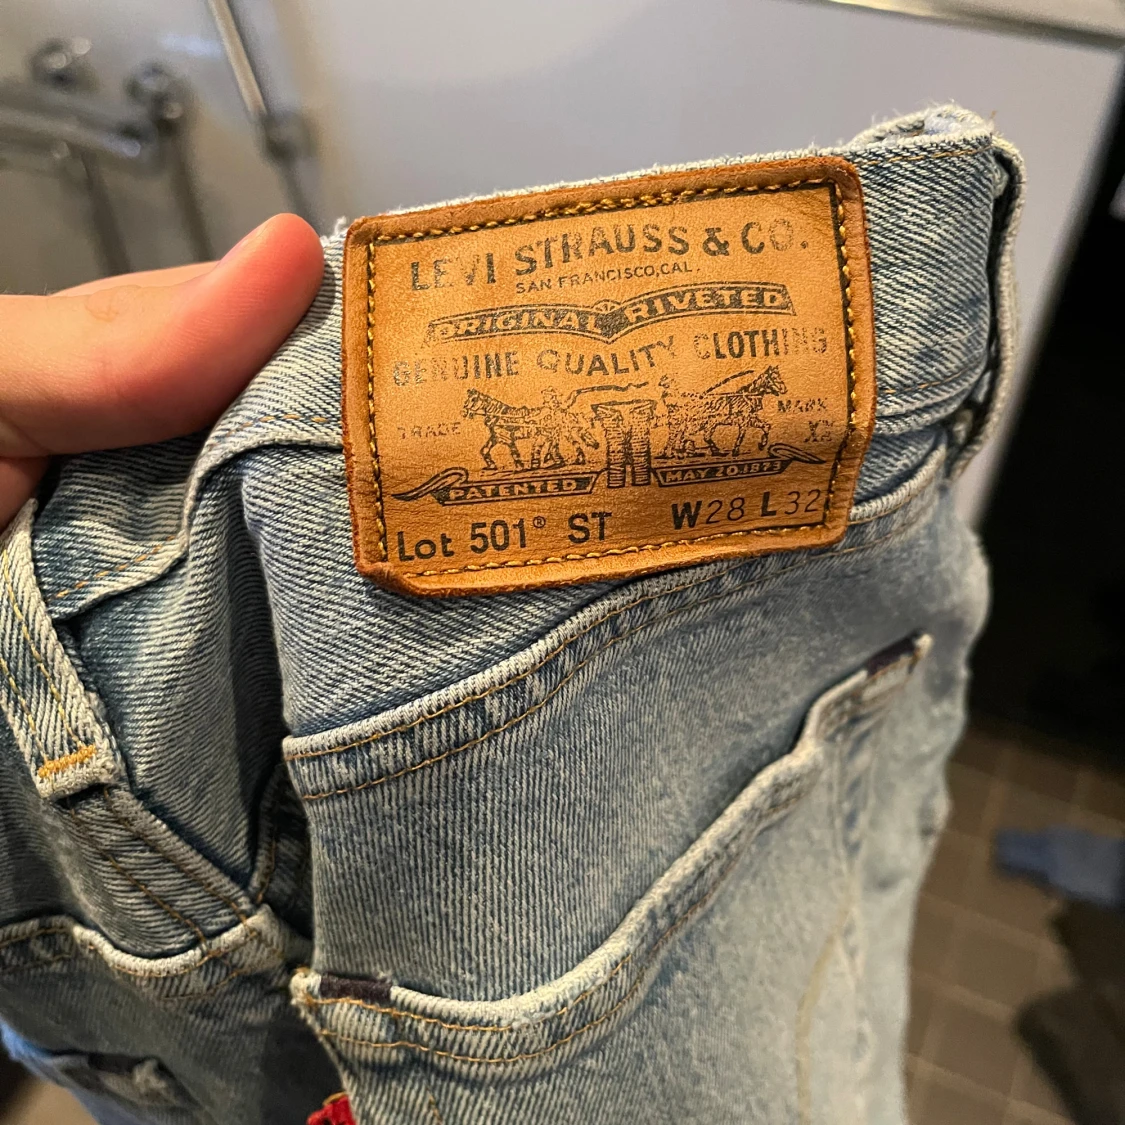 LEVI STRAUSS & CO.
SAN FRANCISCO, CAL.
ORIGINAL RIVETED
GENUINE QUALITY CLOTHING
TRADE MARK
XX
PATENTED MAY 20 1873
Lot 501® ST W28 L32